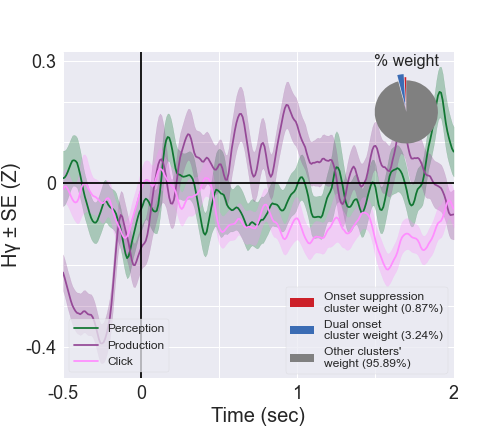 % weight
0.3
0
-0.4
Hγ ± SE (Z)
Perception
Production
Click
Onset suppression
cluster weight (0.87%)
Dual onset
cluster weight (3.24%)
Other clusters'
weight (95.89%)
-0.5
0
1
2
Time (sec)